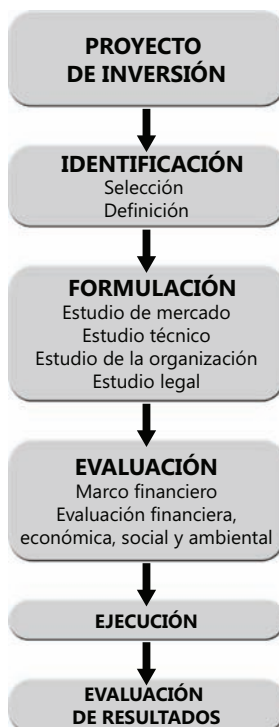 PROYECTO
DE INVERSIÓN
IDENTIFICACIÓN
Selección
Definición
FORMULACIÓN
Estudio de mercado
Estudio técnico
Estudio de la organización
Estudio legal
EVALUACIÓN
Marco financiero
Evaluación financiera,
económica, social y ambiental
EJECUCIÓN
EVALUACIÓN
DE RESULTADOS